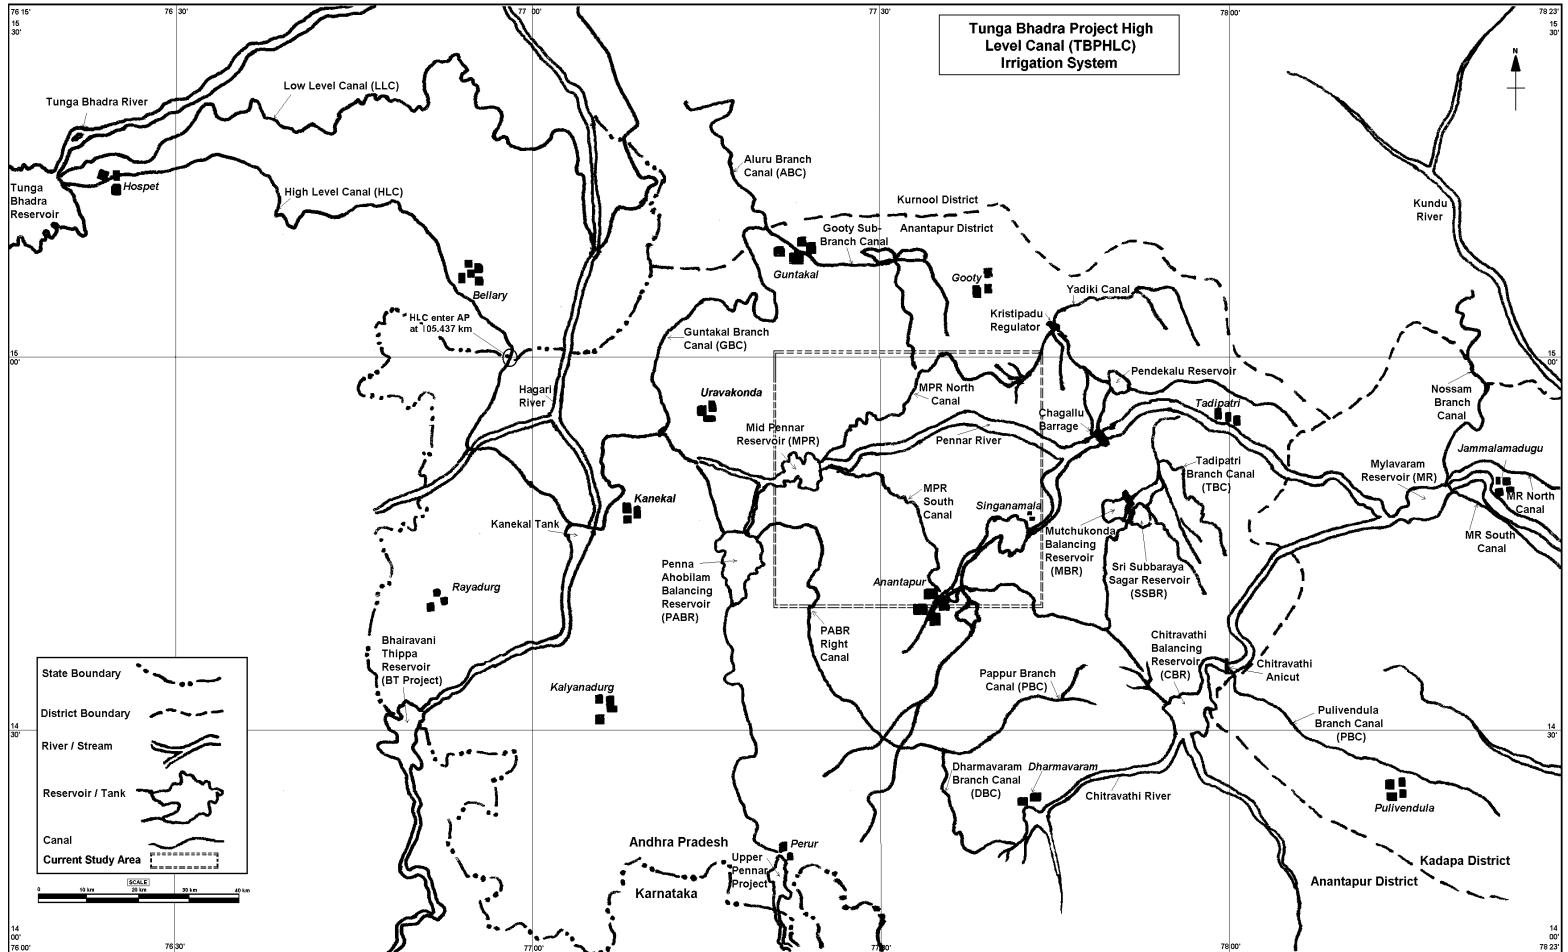 76 15'
76 30'
77 00'
77 30'
78 00'
78 23'
15
30'
15
30'
Tunga Bhadra Project High
Level Canal (TBPHLC)
Irrigation System
N
Low Level Canal (LLC)
Tunga Bhadra River
Aluru Branch
Canal (ABC)
Hospet
Tunga
Bhadra
Reservoir
High Level Canal (HLC)
Kurnool District
Anantapur District
Kundu
River
Gooty Sub-
Branch Canal
Guntakal
Gooty
Bellary
Yadiki Canal
HLC enter AP
at 105.437 km
Kristipadu
Regulator
Guntakal Branch
Canal (GBC)
15
00'
15
00'
Pendekalu Reservoir
Hagari
River
Uravakonda
MPR North
Canal
Nossam
Branch
Canal
Tadipatri
Chagallu
Barrage
Mid Pennar
Reservoir (MPR)
Pennar River
Jammalamadugu
Tadipatri
Branch Canal
(TBC)
Mylavaram
Reservoir (MR)
MPR
South
Canal
Kanekal
Singanamala
MR North
Canal
Kanekal Tank
Mutchukonda
Balancing
Reservoir
(MBR)
MR South
Canal
Penna
Ahobilam
Balancing
Reservoir
(PABR)
Sri Subbaraya
Sagar Reservoir
(SSBR)
Rayadurg
Anantapur
PABR
Right
Canal
Bhairavani
Thippa
Reservoir
(BT Project)
Chitravathi
Balancing
Reservoir
(CBR)
Chitravathi
Anicut
State Boundary
Kalyanadurg
Pappur Branch
Canal (PBC)
District Boundary
Pulivendula
Branch Canal
(PBC)
14
30'
14
30'
River / Stream
Dharmavaram
Branch Canal
(DBC)
Dharmavaram
Chitravathi River
Reservoir / Tank
Pulivendula
Canal
Andhra Pradesh
Perur
Current Study Area
Upper
Pennar
Project
Kadapa District
SCALE
Karnataka
Anantapur District
0
10 km
20 km
30 km
40 km
14
00'
14
00'
76 00'
76 30'
77 00'
77 30'
78 00'
78 23'